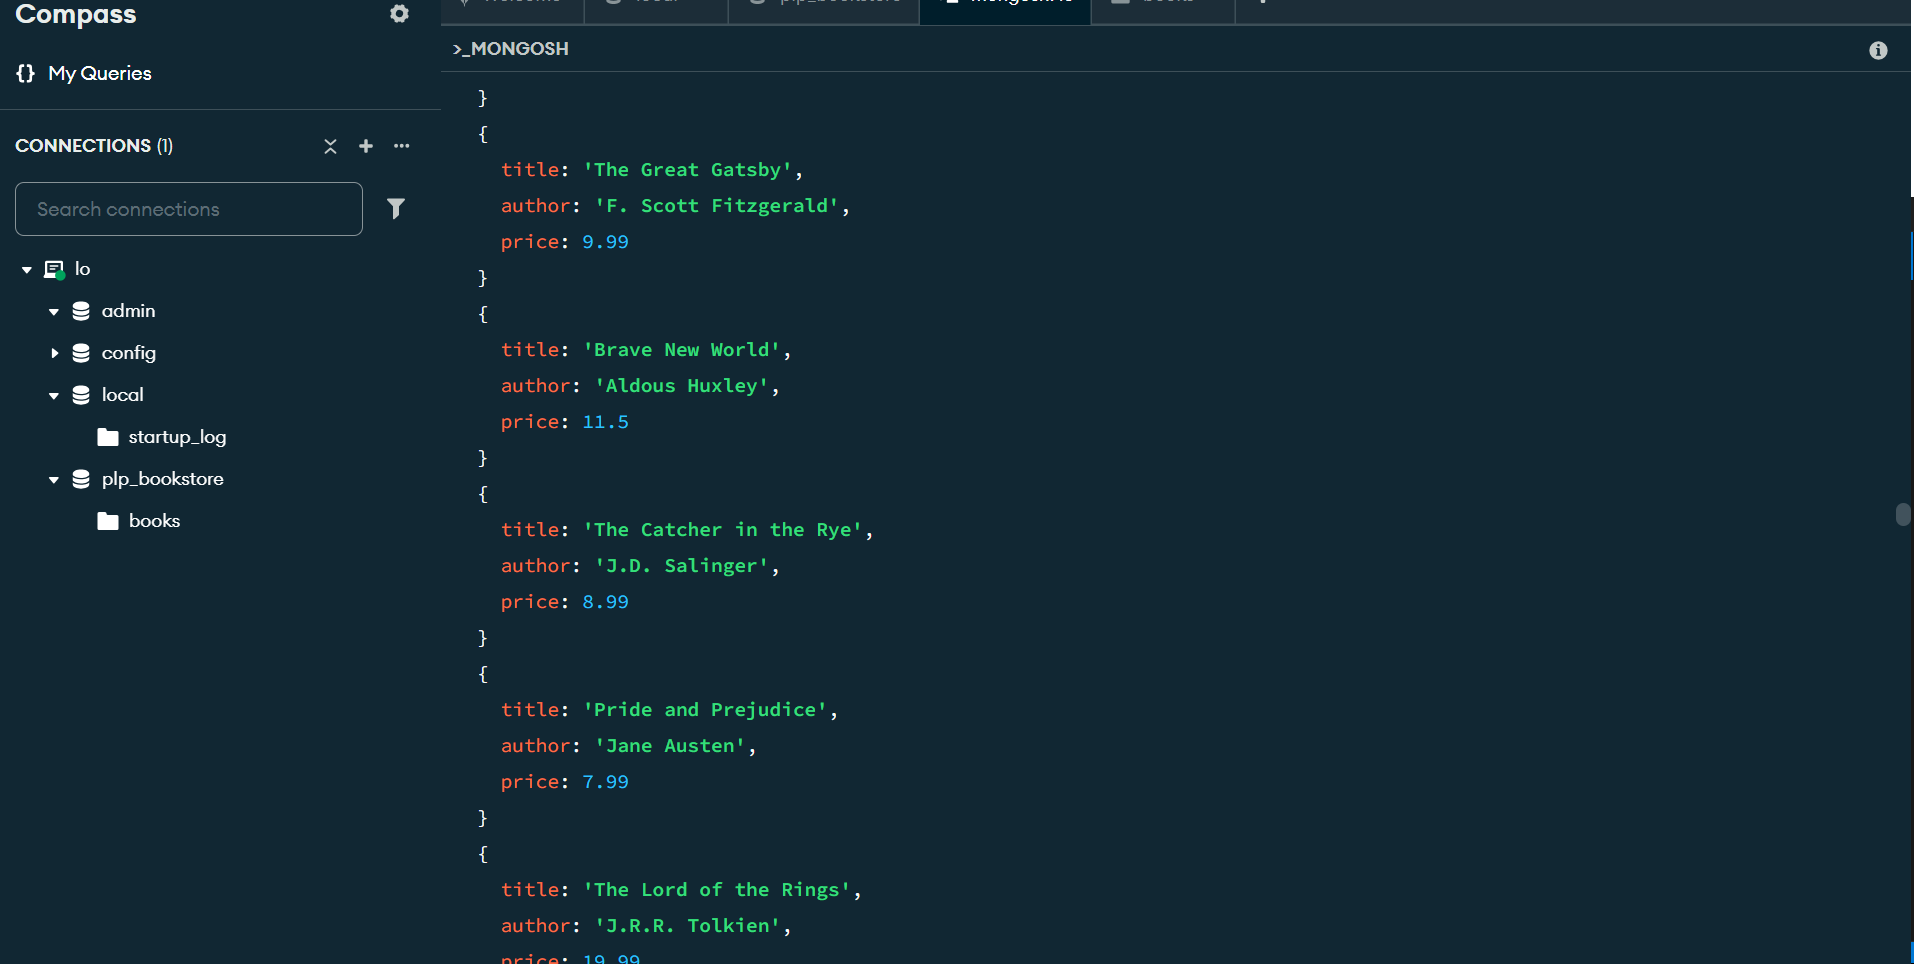 Compass
My Queries
CONNECTIONS (1)
Search connections
lo
admin
config
local
startup_log
plp_bookstore
books
>_MONGOSH
}
{
title: 'The Great Gatsby',
author: 'F. Scott Fitzgerald',
price: 9.99
}
{
title: 'Brave New World',
author: 'Aldous Huxley',
price: 11.5
}
{
title: 'The Catcher in the Rye',
author: 'J.D. Salinger',
price: 8.99
}
{
title: 'Pride and Prejudice',
author: 'Jane Austen',
price: 7.99
}
{
title: 'The Lord of the Rings',
author: 'J.R.R. Tolkien',
price: 19.99